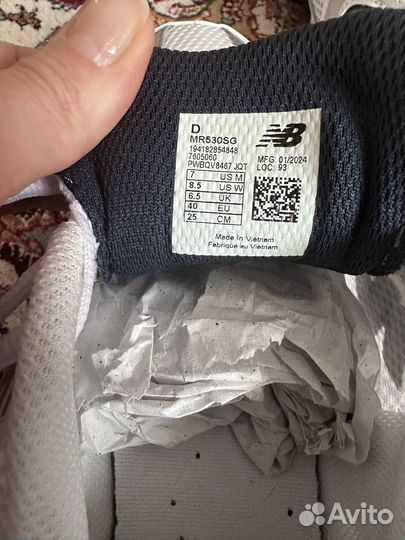 D
NB
MR530SG
194182854848
7605060
PWBQV8467 JQT
MFG. 01/2024
LOC: 93
7 US M
8.5 US W
6.5 UK
40 EU
25 CM
Made In Vietnam
Fabriqué au Vietnam
Avito